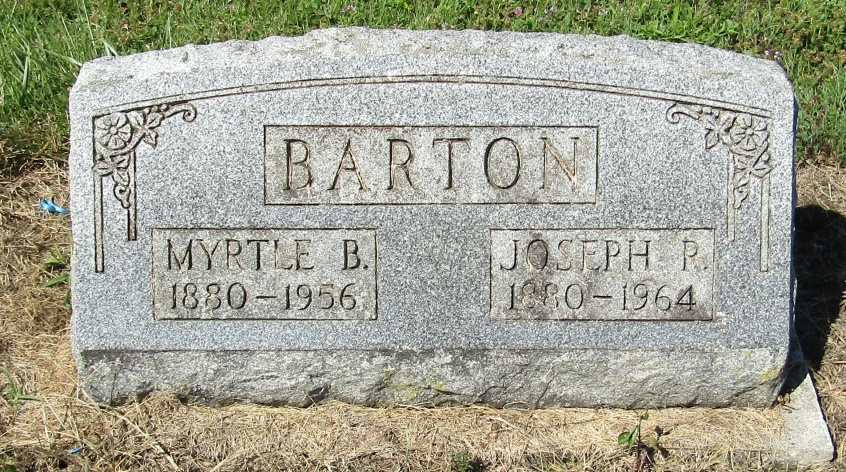 BARTON
MYRTLE B.
1880-1956
JOSEPH R.
1880-1964